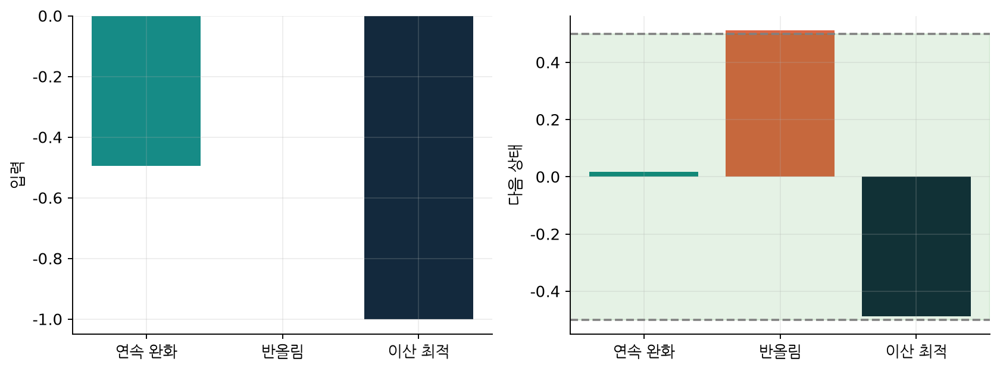 입력
0.0
-0.2
-0.4
-0.6
-0.8
-1.0
연속 완화
반올림
이산 최적
다음 상태
0.4
0.2
0.0
-0.2
-0.4
연속 완화
반올림
이산 최적